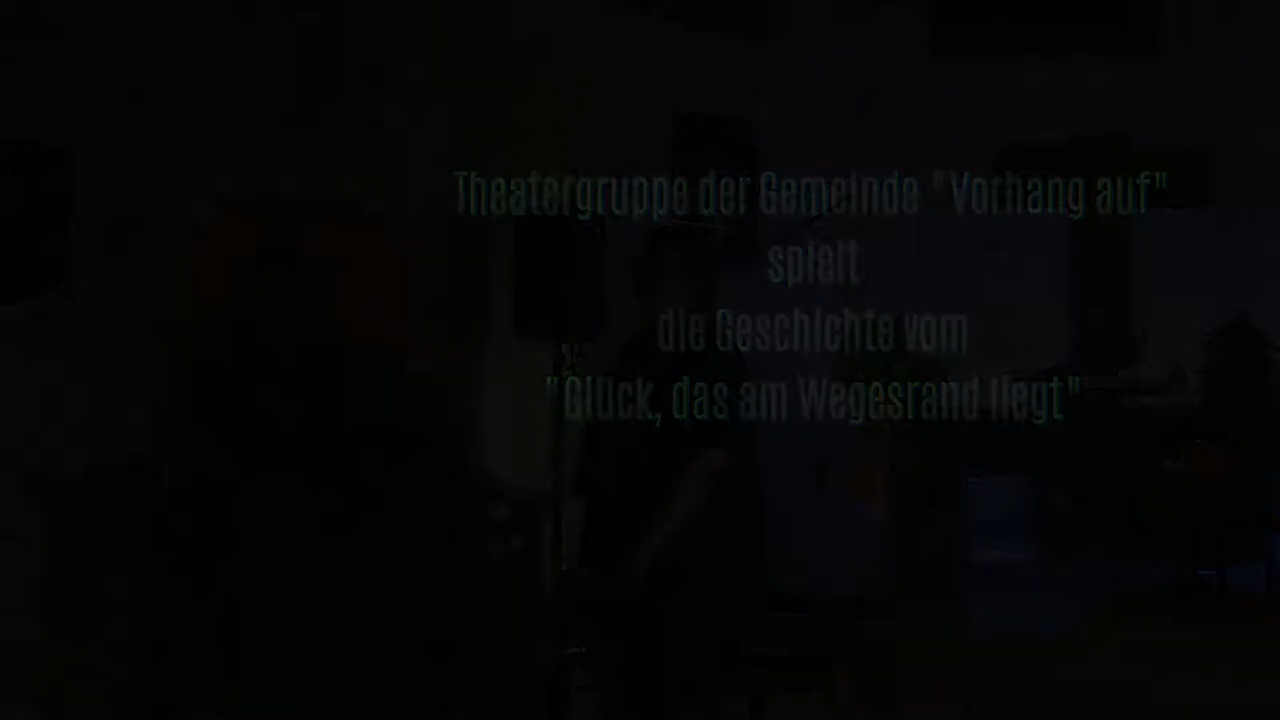 Theatergruppe der Gemeinde "Vorhang auf"
spielt
die Geschichte vom
"Glück, das am Wegesrand liegt"